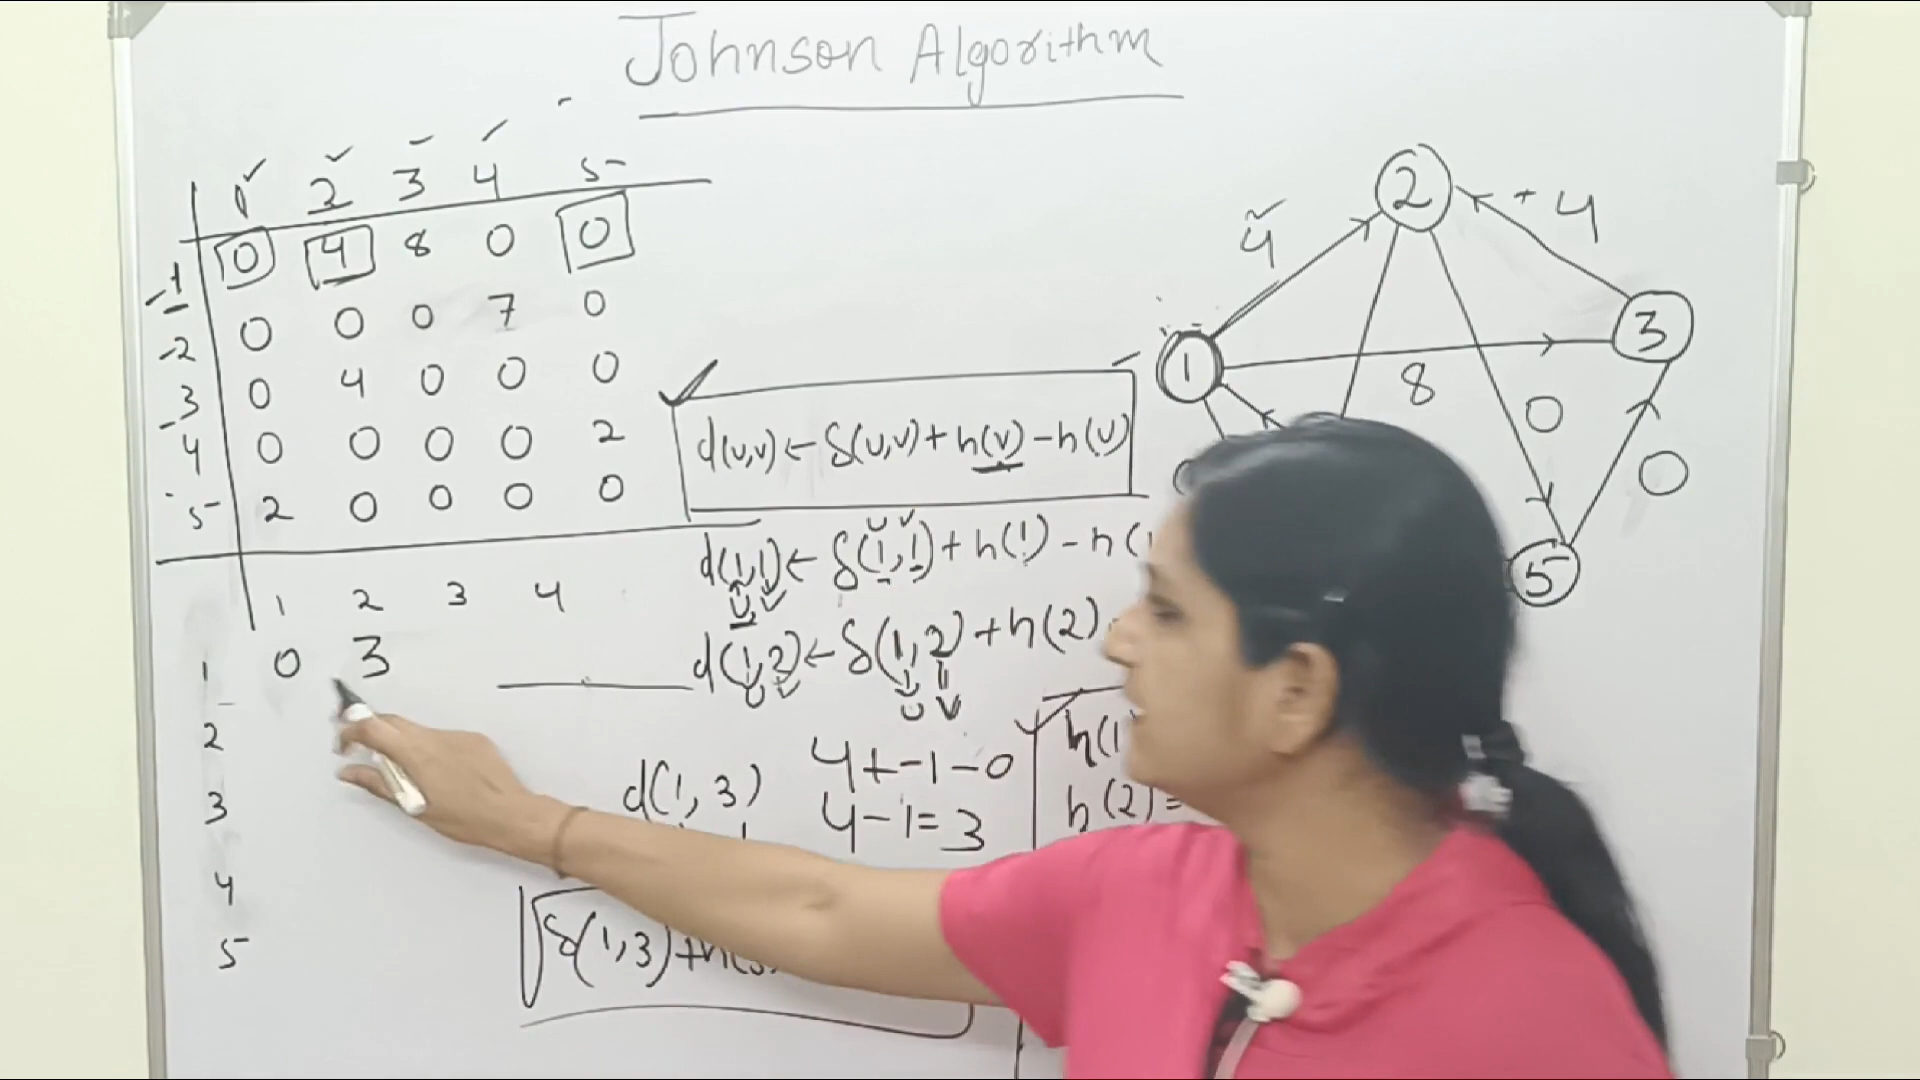 Johnson Algorithm
1 2 3 4 5
1 0 4 8 0 0
2 0 0 0 7 0
3 0 4 0 0 0
4 0 0 0 0 2
5 2 0 0 0 0
1 2 3 4
1 0 3
2
3
4
5
d(u,v) ← δ(u,v) + h(v) - h(u)
d(1,1) ← δ(1,1) + h(1) - h(
u v
d(1,2) ← δ(1,2) + h(2) -
u v
u v
d(1,3)
4 + -1 - 0
4 - 1 = 3
δ(1,3) + h(3)
h(1)
h(2) =
2
4
4
1
8
3
0
0
5